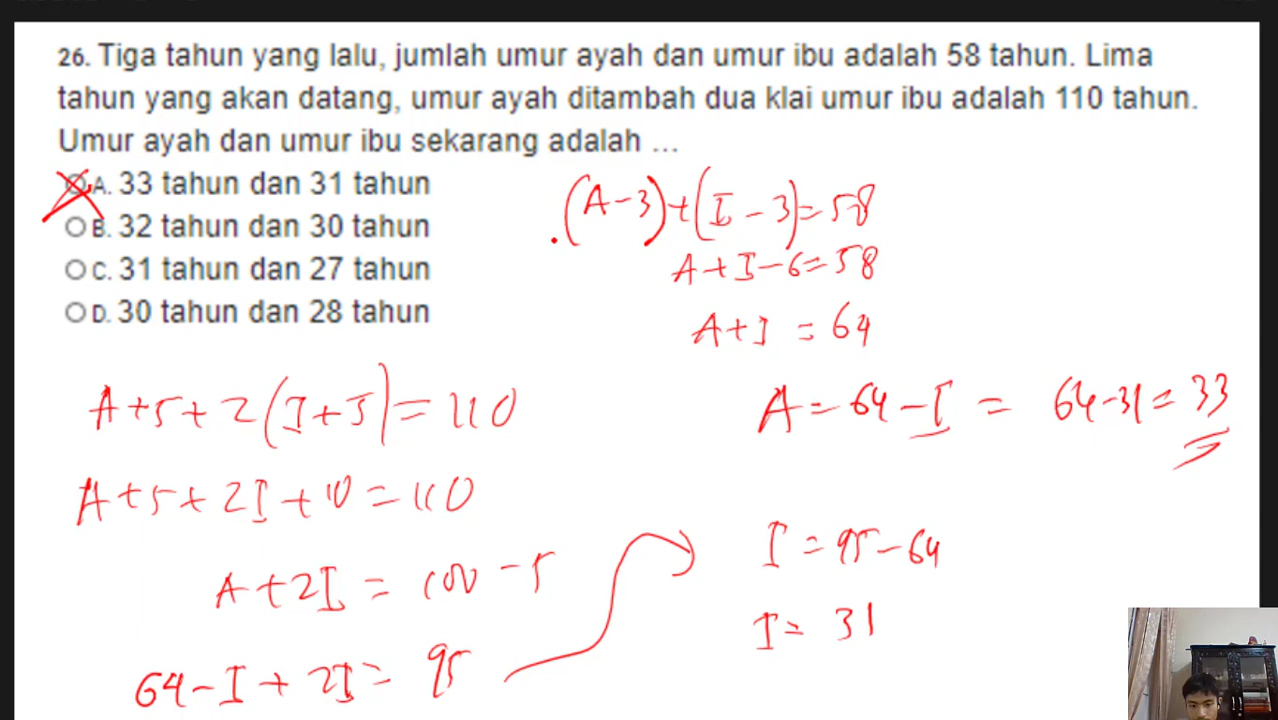 26. Tiga tahun yang lalu, jumlah umur ayah dan umur ibu adalah 58 tahun. Lima
tahun yang akan datang, umur ayah ditambah dua klai umur ibu adalah 110 tahun.
Umur ayah dan umur ibu sekarang adalah ...
A. 33 tahun dan 31 tahun
B. 32 tahun dan 30 tahun
C. 31 tahun dan 27 tahun
D. 30 tahun dan 28 tahun
(A-3)+(I-3)=58
A+I-6=58
A+I=64
A=64-I = 64-31=33
A+5+2(I+5)=110
A+5+2I+10=110
A+2I=100-5
64-I+2I=95
I=95-64
I=31